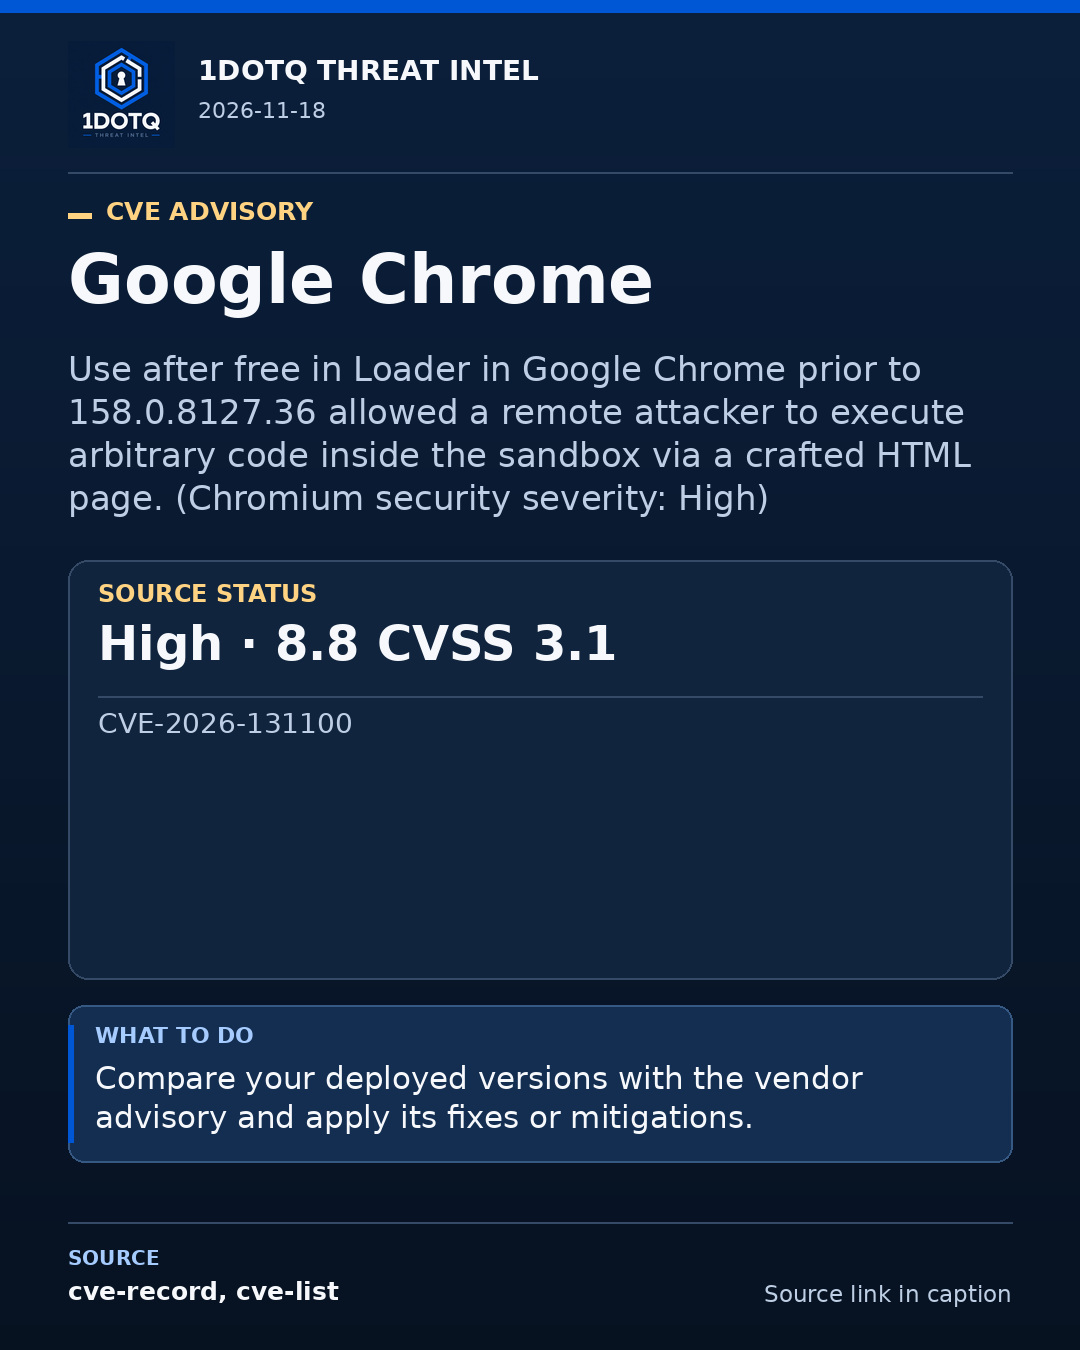 1DOTQ
THREAT INTEL
1DOTQ THREAT INTEL
2026-11-18
CVE ADVISORY
Google Chrome
Use after free in Loader in Google Chrome prior to
158.0.8127.36 allowed a remote attacker to execute
arbitrary code inside the sandbox via a crafted HTML
page. (Chromium security severity: High)
SOURCE STATUS
High · 8.8 CVSS 3.1
CVE-2026-131100
WHAT TO DO
Compare your deployed versions with the vendor
advisory and apply its fixes or mitigations.
SOURCE
cve-record, cve-list
Source link in caption